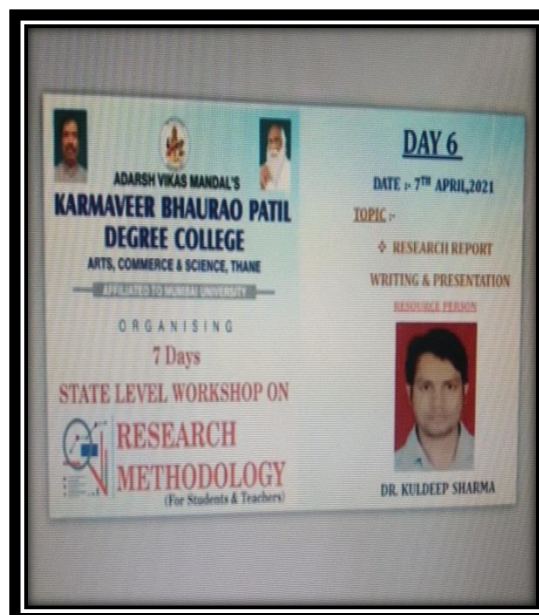 ADARSH VIKAS MANDAL'S
KARMAVEER BHAURAO PATIL
DEGREE COLLEGE
ARTS, COMMERCE & SCIENCE, THANE
AFFILIATED TO MUMBAI UNIVERSITY
ORGANISING
7 Days
STATE LEVEL WORKSHOP ON
RESEARCH
METHODOLOGY
(For Students & Teachers)
DAY 6
DATE :- 7TH APRIL,2021
TOPIC :-
❖ RESEARCH REPORT
WRITING & PRESENTATION
RESOURCE PERSON
DR. KULDEEP SHARMA